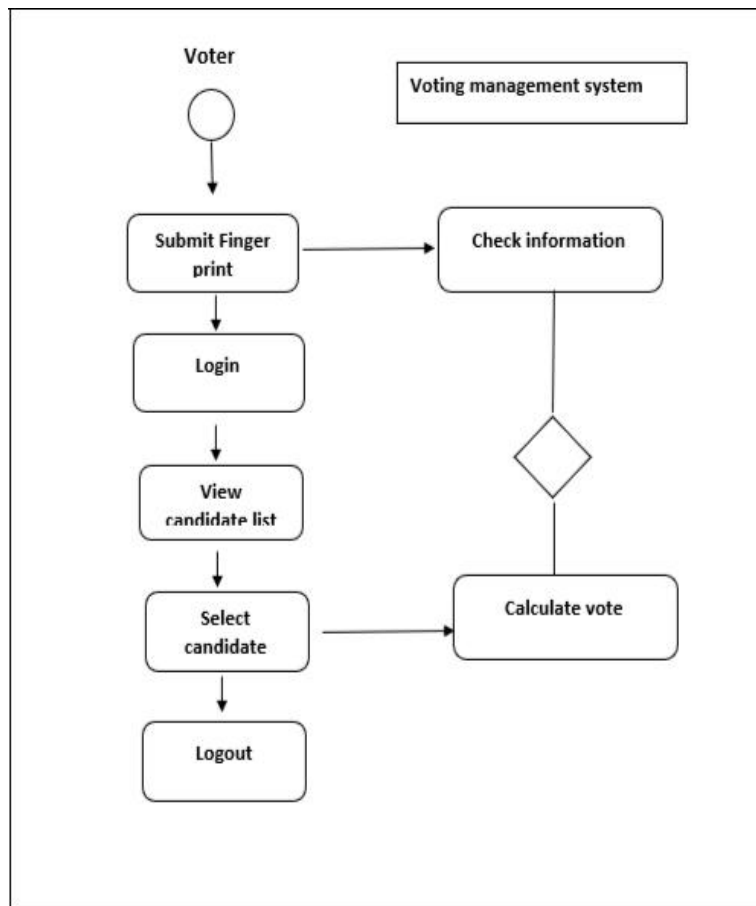 Voter
Voting management system
Submit Finger
print
Check information
Login
View
candidate list
Select
candidate
Calculate vote
Logout